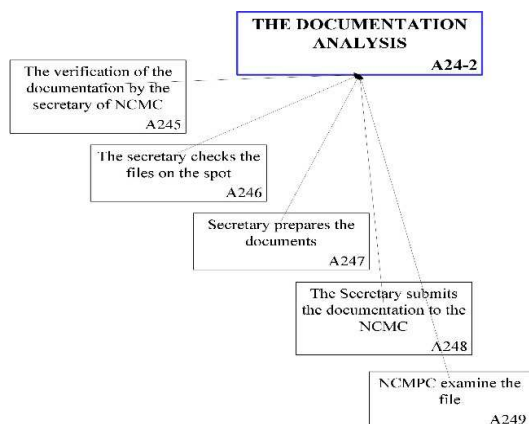 THE DOCUMENTATION
ANALYSIS
A24-2
The verification of the
documentation by the
secretary of NCMC
A245
The secretary checks the
files on the spot
A246
Secretary prepares the
documents
A247
The Secretary submits
the documentation to the
NCMC
A248
NCMPC examine the
file
A249